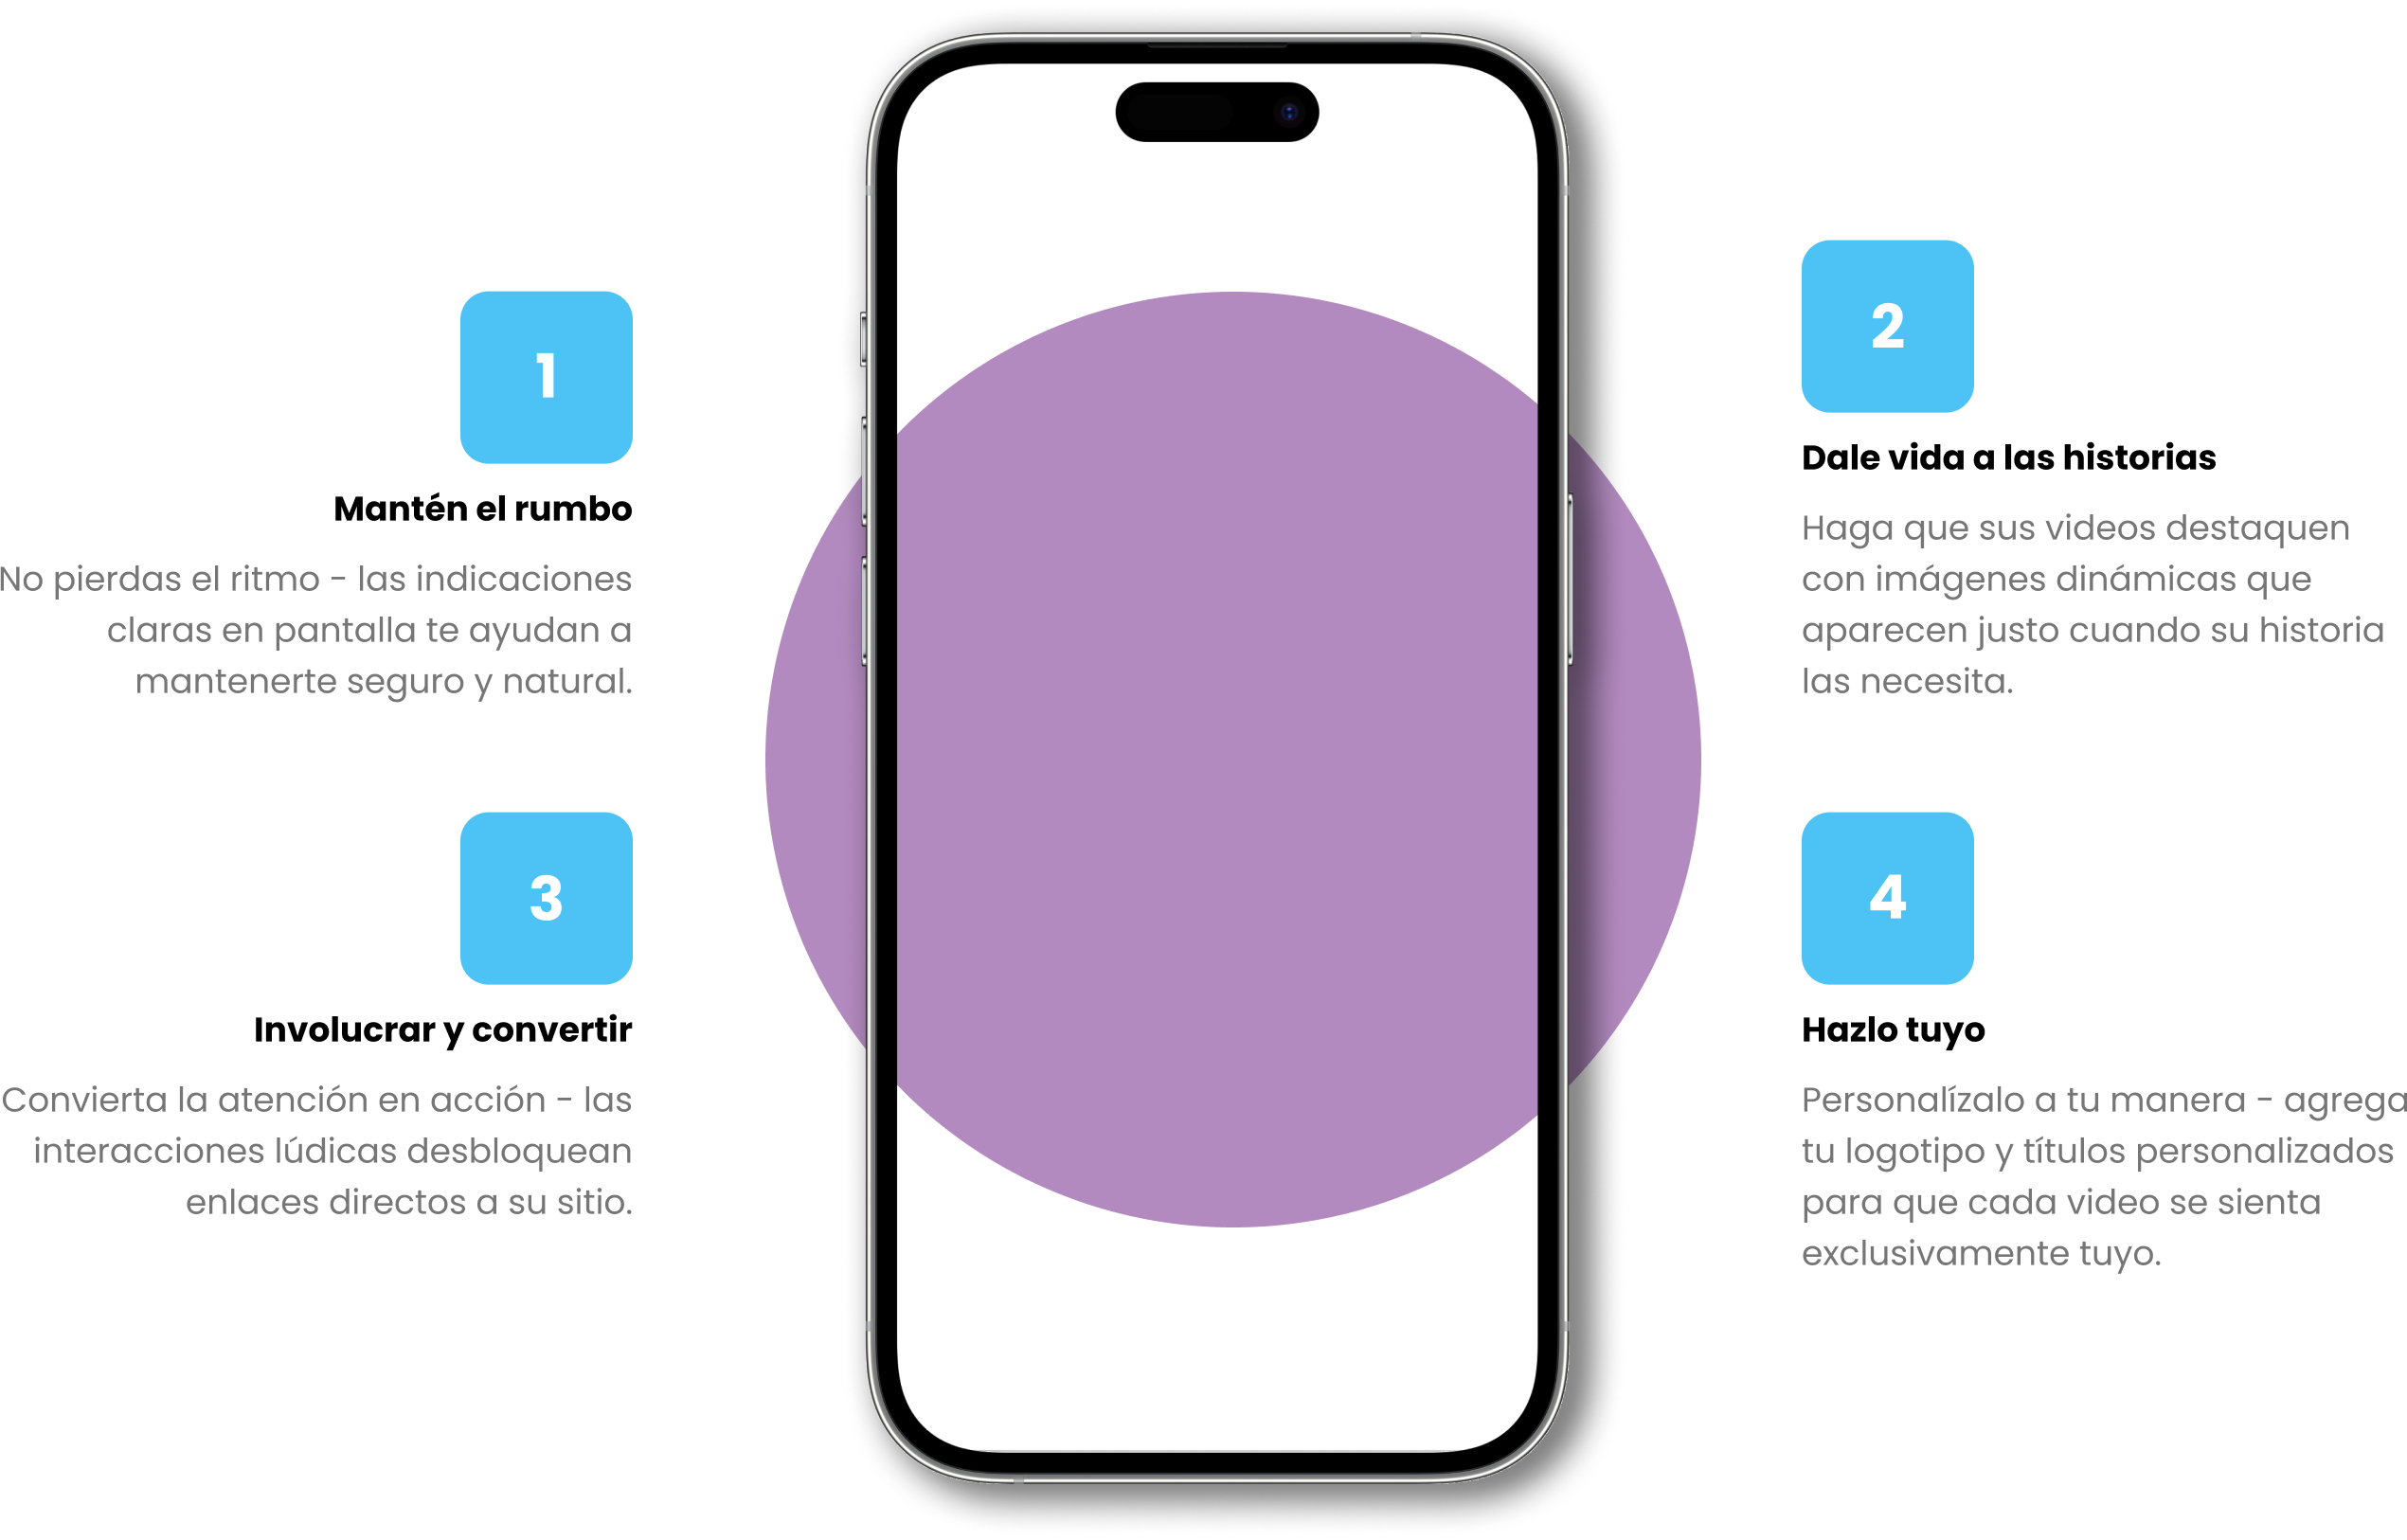 1
Mantén el rumbo
No pierdas el ritmo - las indicaciones
claras en pantalla te ayudan a
mantenerte seguro y natural.
2
Dale vida a las historias
Haga que sus videos destaquen
con imágenes dinámicas que
aparecen justo cuando su historia
las necesita.
3
Involucrar y convertir
Convierta la atención en acción - las
interacciones lúdicas desbloquean
enlaces directos a su sitio.
4
Hazlo tuyo
Personalízalo a tu manera - agrega
tu logotipo y títulos personalizados
para que cada video se sienta
exclusivamente tuyo.